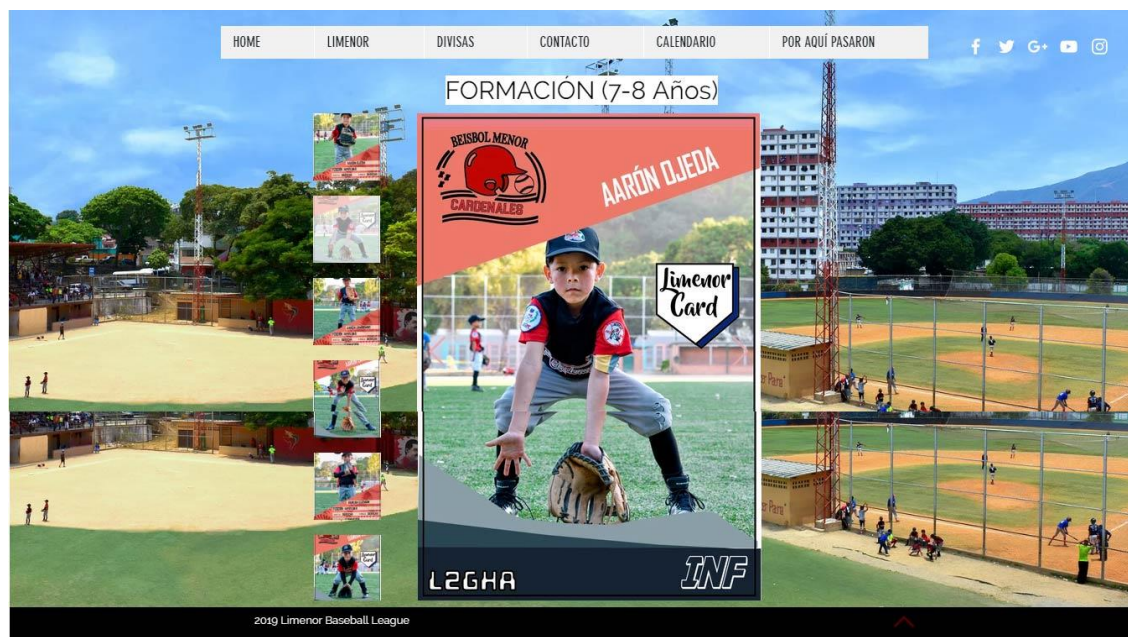 HOME LIMENOR DIVISAS CONTACTO CALENDARIO POR AQUÍ PASARON
FORMACIÓN (7-8 Años)
BEISBOL MENOR
CARDENALES
AARÓN OJEDA
Limenor
Card
L2GHA
INF
2019 Limenor Baseball League